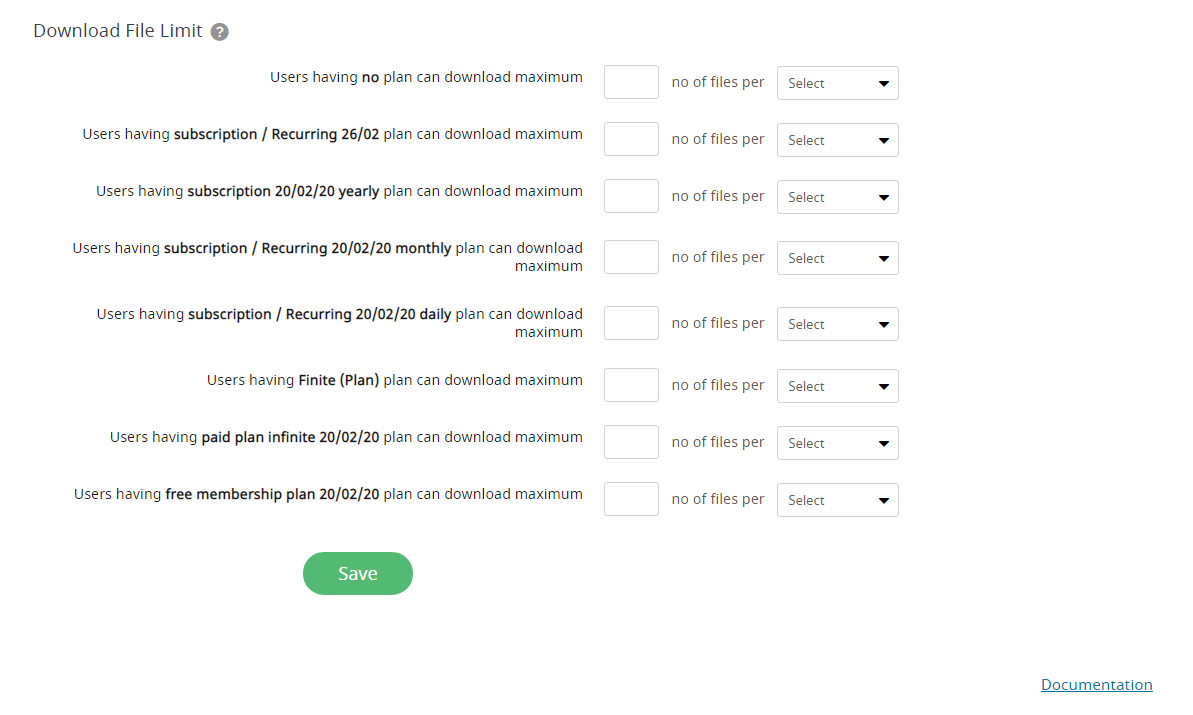 Download File Limit ?
Users having no plan can download maximum no of files per Select
Users having subscription / Recurring 26/02 plan can download maximum no of files per Select
Users having subscription 20/02/20 yearly plan can download maximum no of files per Select
Users having subscription / Recurring 20/02/20 monthly plan can download
maximum no of files per Select
Users having subscription / Recurring 20/02/20 daily plan can download
maximum no of files per Select
Users having Finite (Plan) plan can download maximum no of files per Select
Users having paid plan infinite 20/02/20 plan can download maximum no of files per Select
Users having free membership plan 20/02/20 plan can download maximum no of files per Select
Save
Documentation